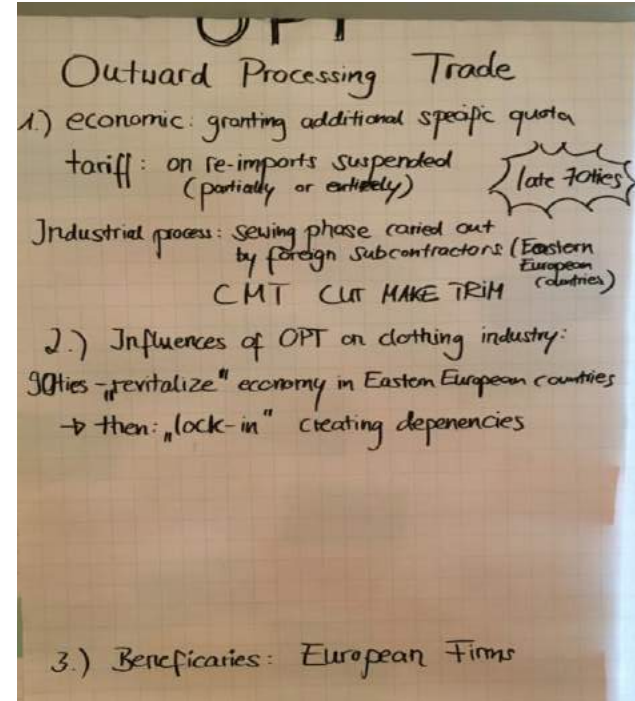 OPT
Outward Processing Trade
1.) economic: granting additional specific quota
tariff: on re-imports suspended
(partially or entirely)
late 70ties
Industrial process: sewing phase caried out
by foreign subcontractors (Eastern
European
countries)
CMT CUT MAKE TRIM
2.) Influences of OPT on clothing industry:
90ties - „revitalize" economy in Eastern European countries
→ then: „lock-in" creating depenencies
3.) Beneficaries: European Firms